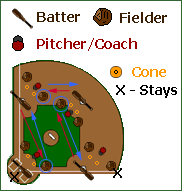 Batter Fielder
Pitcher/Coach
Cone
X - Stays
X X